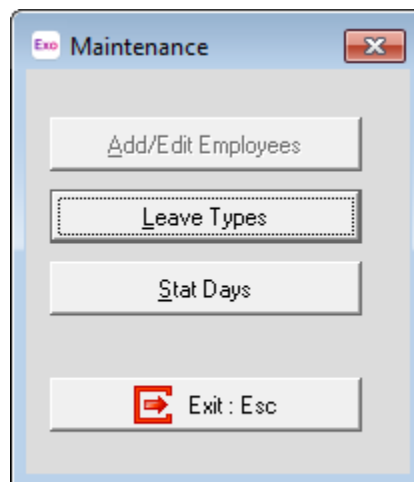 Exo Maintenance
Add/Edit Employees
Leave Types
Stat Days
Exit : Esc